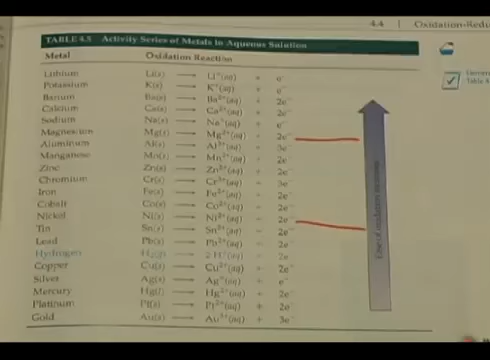 4.4 | Oxidation-Redu
TABLE 4.5 Activity Series of Metals in Aqueous Solution
Metal Oxidation Reaction
Lithium Li(s) ⟶ Li⁺(aq) + e⁻
Potassium K(s) ⟶ K⁺(aq) + e⁻
Barium Ba(s) ⟶ Ba²⁺(aq) + 2e⁻
Calcium Ca(s) ⟶ Ca²⁺(aq) + 2e⁻
Sodium Na(s) ⟶ Na⁺(aq) + e⁻
Magnesium Mg(s) ⟶ Mg²⁺(aq) + 2e⁻
Aluminum Al(s) ⟶ Al³⁺(aq) + 3e⁻
Manganese Mn(s) ⟶ Mn²⁺(aq) + 2e⁻
Zinc Zn(s) ⟶ Zn²⁺(aq) + 2e⁻
Chromium Cr(s) ⟶ Cr³⁺(aq) + 3e⁻
Iron Fe(s) ⟶ Fe²⁺(aq) + 2e⁻
Cobalt Co(s) ⟶ Co²⁺(aq) + 2e⁻
Nickel Ni(s) ⟶ Ni²⁺(aq) + 2e⁻
Tin Sn(s) ⟶ Sn²⁺(aq) + 2e⁻
Lead Pb(s) ⟶ Pb²⁺(aq) + 2e⁻
Hydrogen H₂(g) ⟶ 2 H⁺(aq) + 2e⁻
Copper Cu(s) ⟶ Cu²⁺(aq) + 2e⁻
Silver Ag(s) ⟶ Ag⁺(aq) + e⁻
Mercury Hg(l) ⟶ Hg²⁺(aq) + 2e⁻
Platinum Pt(s) ⟶ Pt²⁺(aq) + 2e⁻
Gold Au(s) ⟶ Au³⁺(aq) + 3e⁻
Ease of oxidation increases